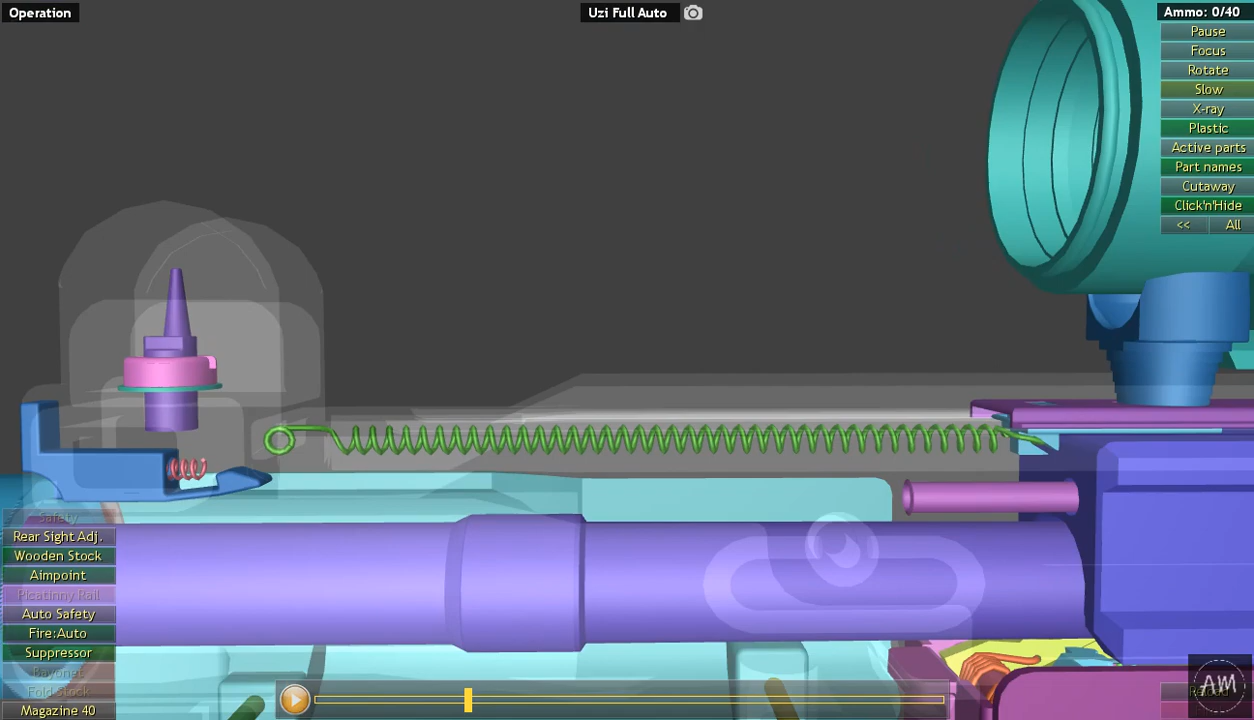 Operation
Uzi Full Auto
Ammo: 0/40
Pause
Focus
Rotate
Slow
X-ray
Plastic
Active parts
Part names
Cutaway
Click'n'Hide
<< All
Safety
Rear Sight Adj.
Wooden Stock
Aimpoint
Picatinny Rail
Auto Safety
Fire:Auto
Suppressor
Bayonet
Fold Stock
Magazine 40
Reload
AW